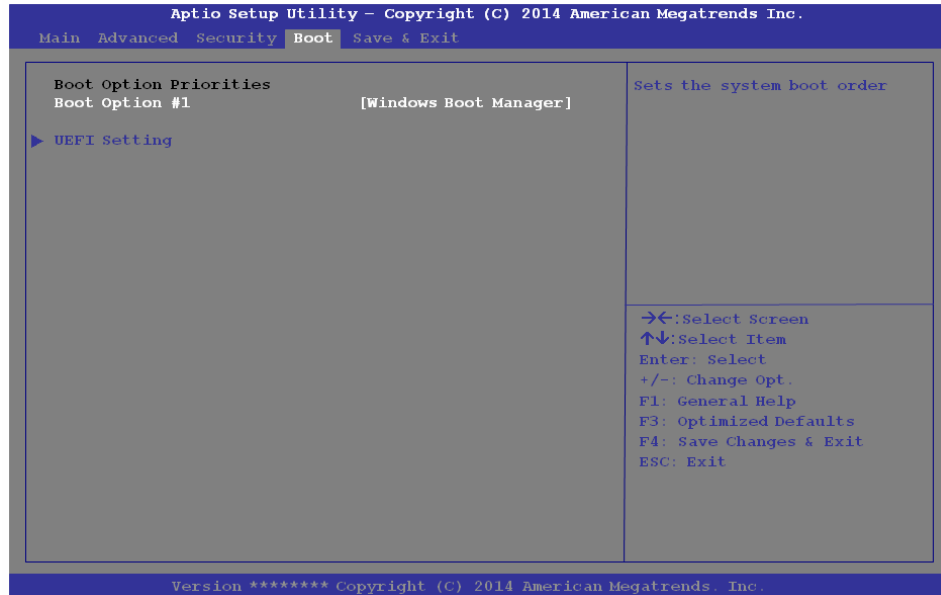 Aptio Setup Utility – Copyright (C) 2014 American Megatrends Inc.
Main Advanced Security Boot Save & Exit
Boot Option Priorities
Boot Option #1 [Windows Boot Manager]
▶ UEFI Setting
Sets the system boot order
→←:Select Screen
↑↓:Select Item
Enter: Select
+/-: Change Opt.
F1: General Help
F3: Optimized Defaults
F4: Save Changes & Exit
ESC: Exit
Version ******** Copyright (C) 2014 American Megatrends. Inc.